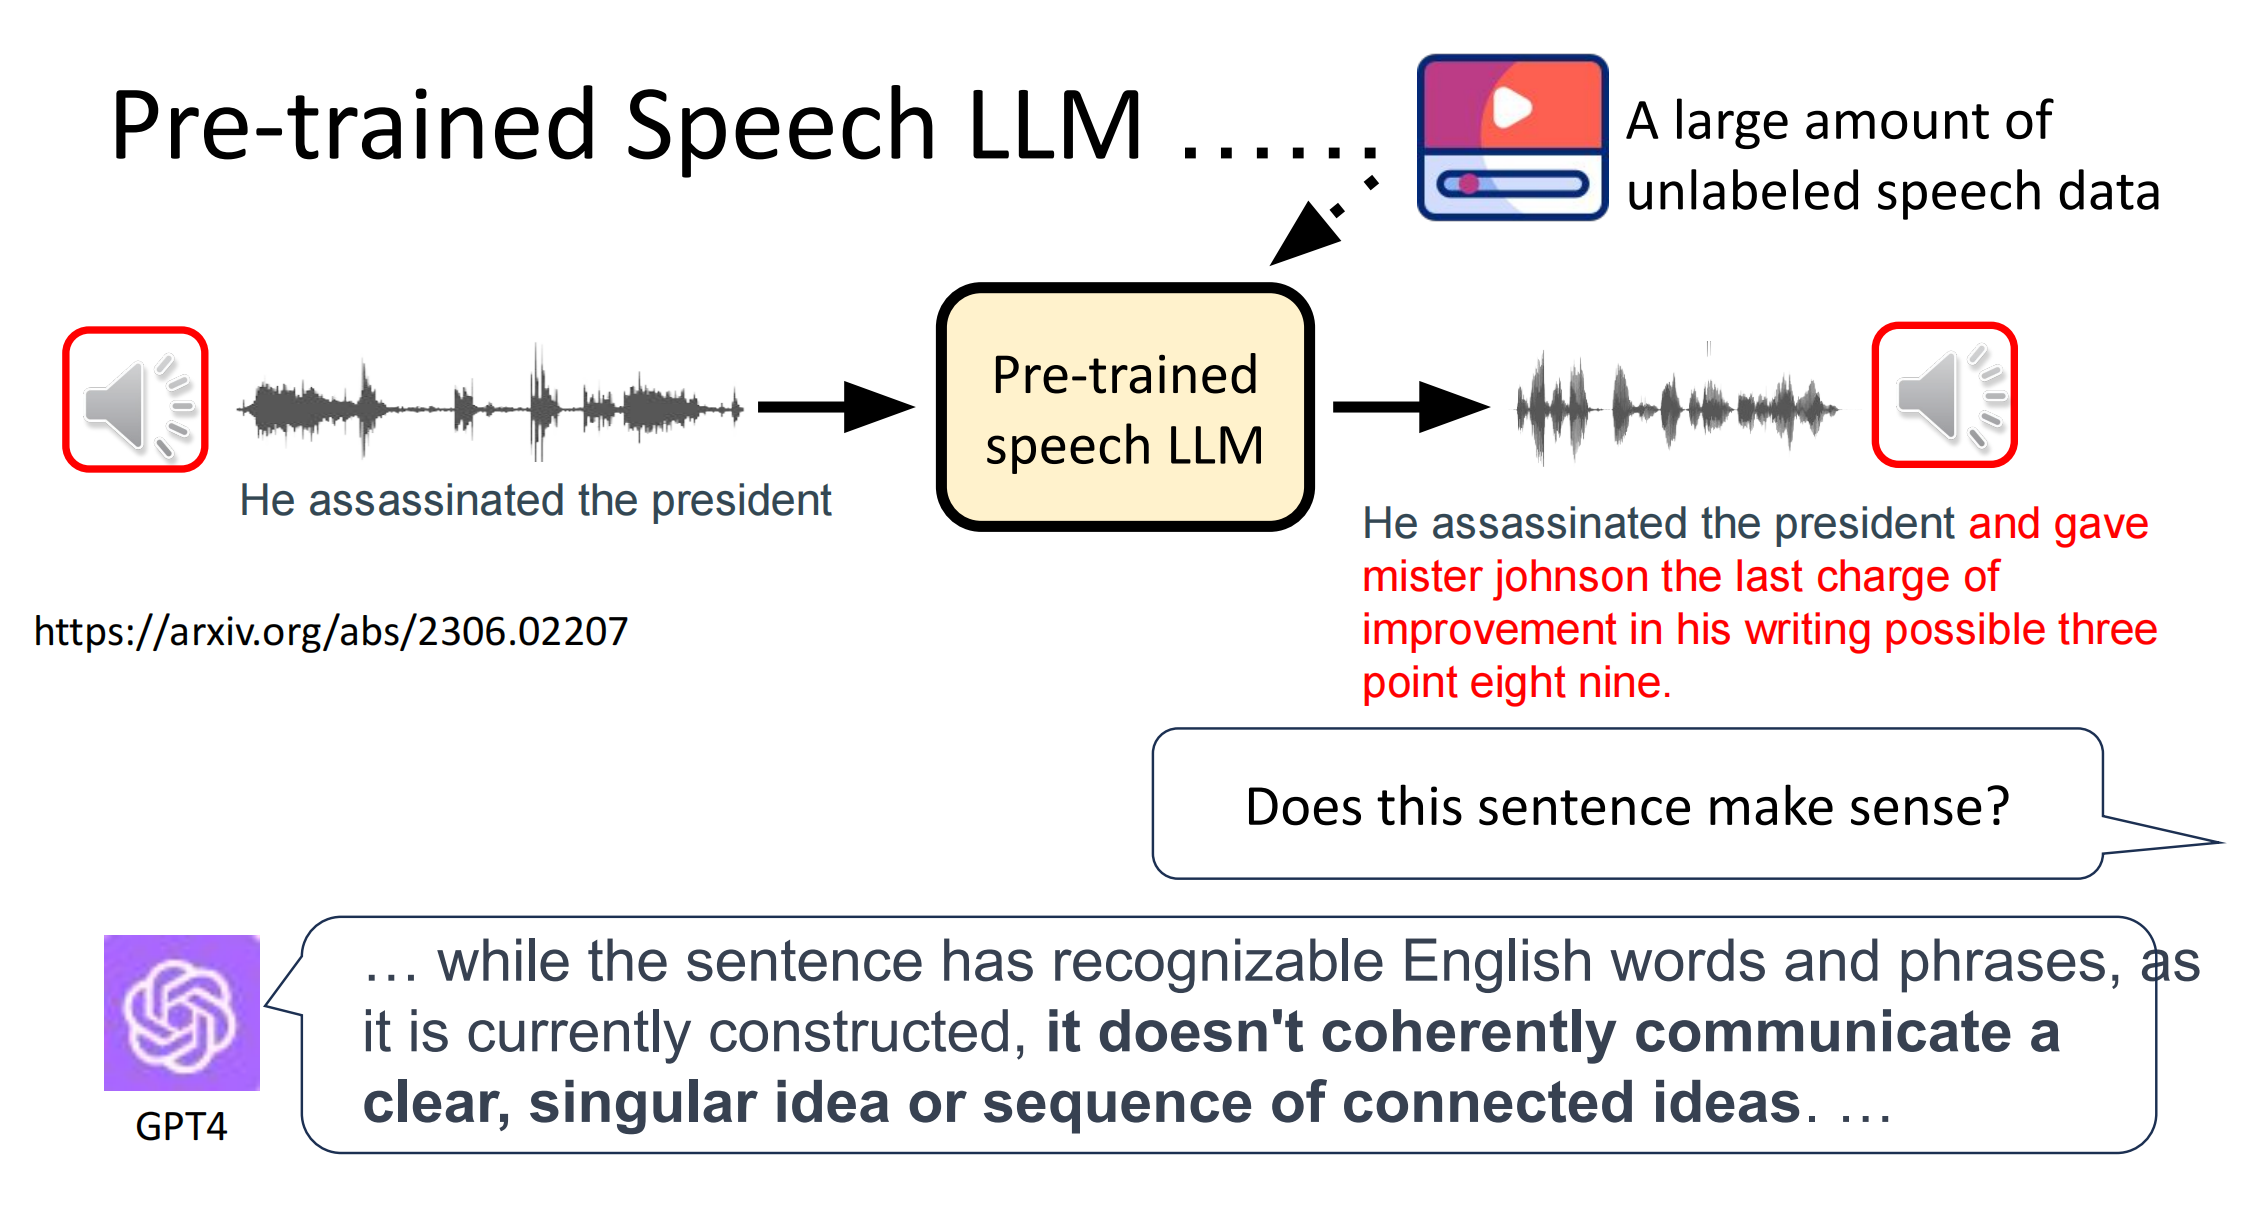 Pre-trained Speech LLM ……
A large amount of
unlabeled speech data
Pre-trained
speech LLM
He assassinated the president
He assassinated the president and gave
mister johnson the last charge of
improvement in his writing possible three
point eight nine.
https://arxiv.org/abs/2306.02207
Does this sentence make sense?
… while the sentence has recognizable English words and phrases, as
it is currently constructed, it doesn't coherently communicate a
clear, singular idea or sequence of connected ideas. …
GPT4